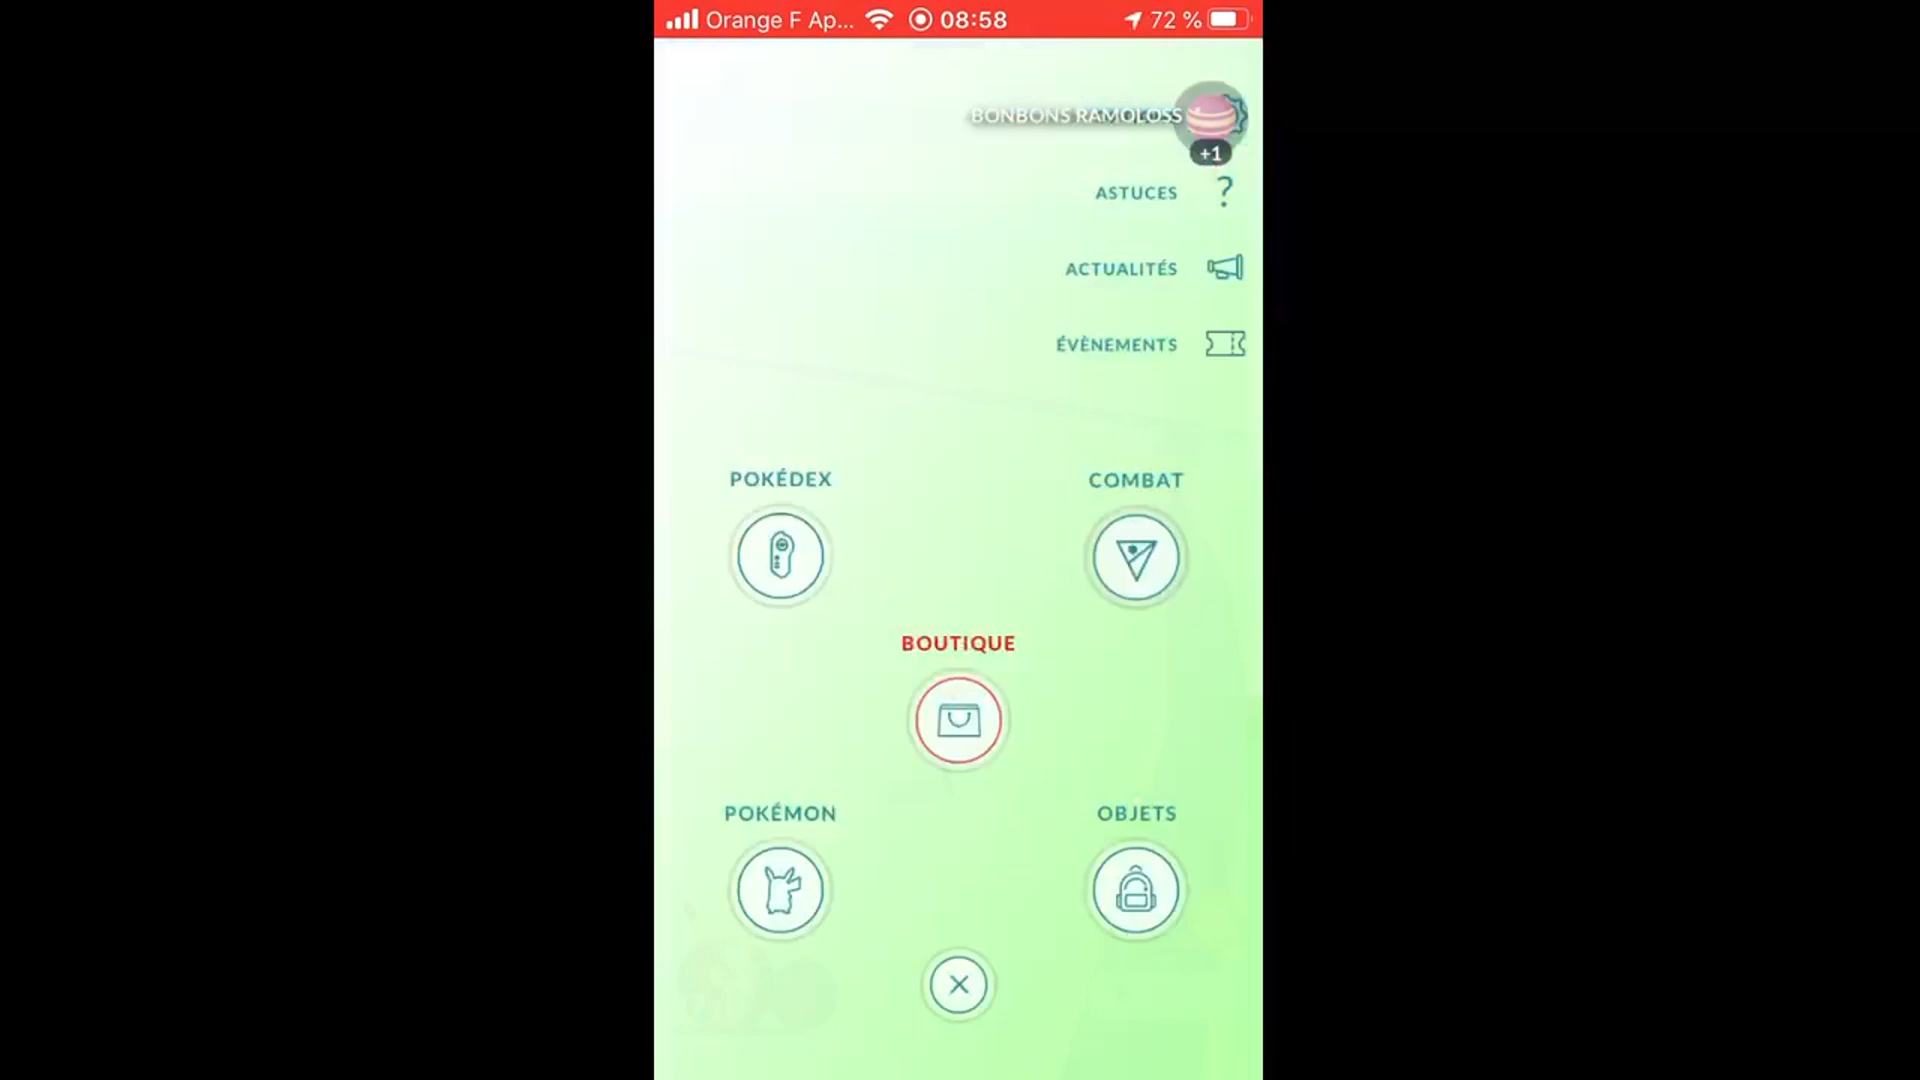 Orange F Ap... 08:58 72 %
BONBONS RAMOLOSS
+1
ASTUCES ?
ACTUALITÉS
ÉVÈNEMENTS
POKÉDEX COMBAT
BOUTIQUE
POKÉMON OBJETS